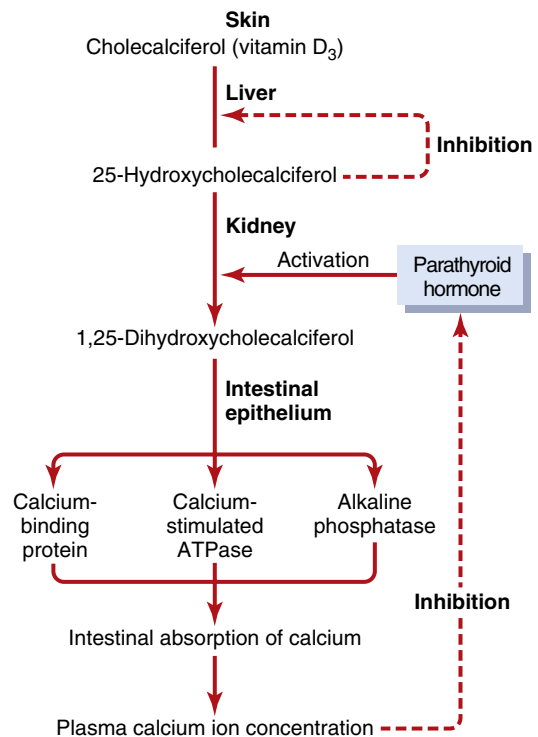 Skin
Cholecalciferol (vitamin D3)
Liver
Inhibition
25-Hydroxycholecalciferol
Kidney
Activation
Parathyroid
hormone
1,25-Dihydroxycholecalciferol
Intestinal
epithelium
Calcium-
binding
protein
Calcium-
stimulated
ATPase
Alkaline
phosphatase
Inhibition
Intestinal absorption of calcium
Plasma calcium ion concentration